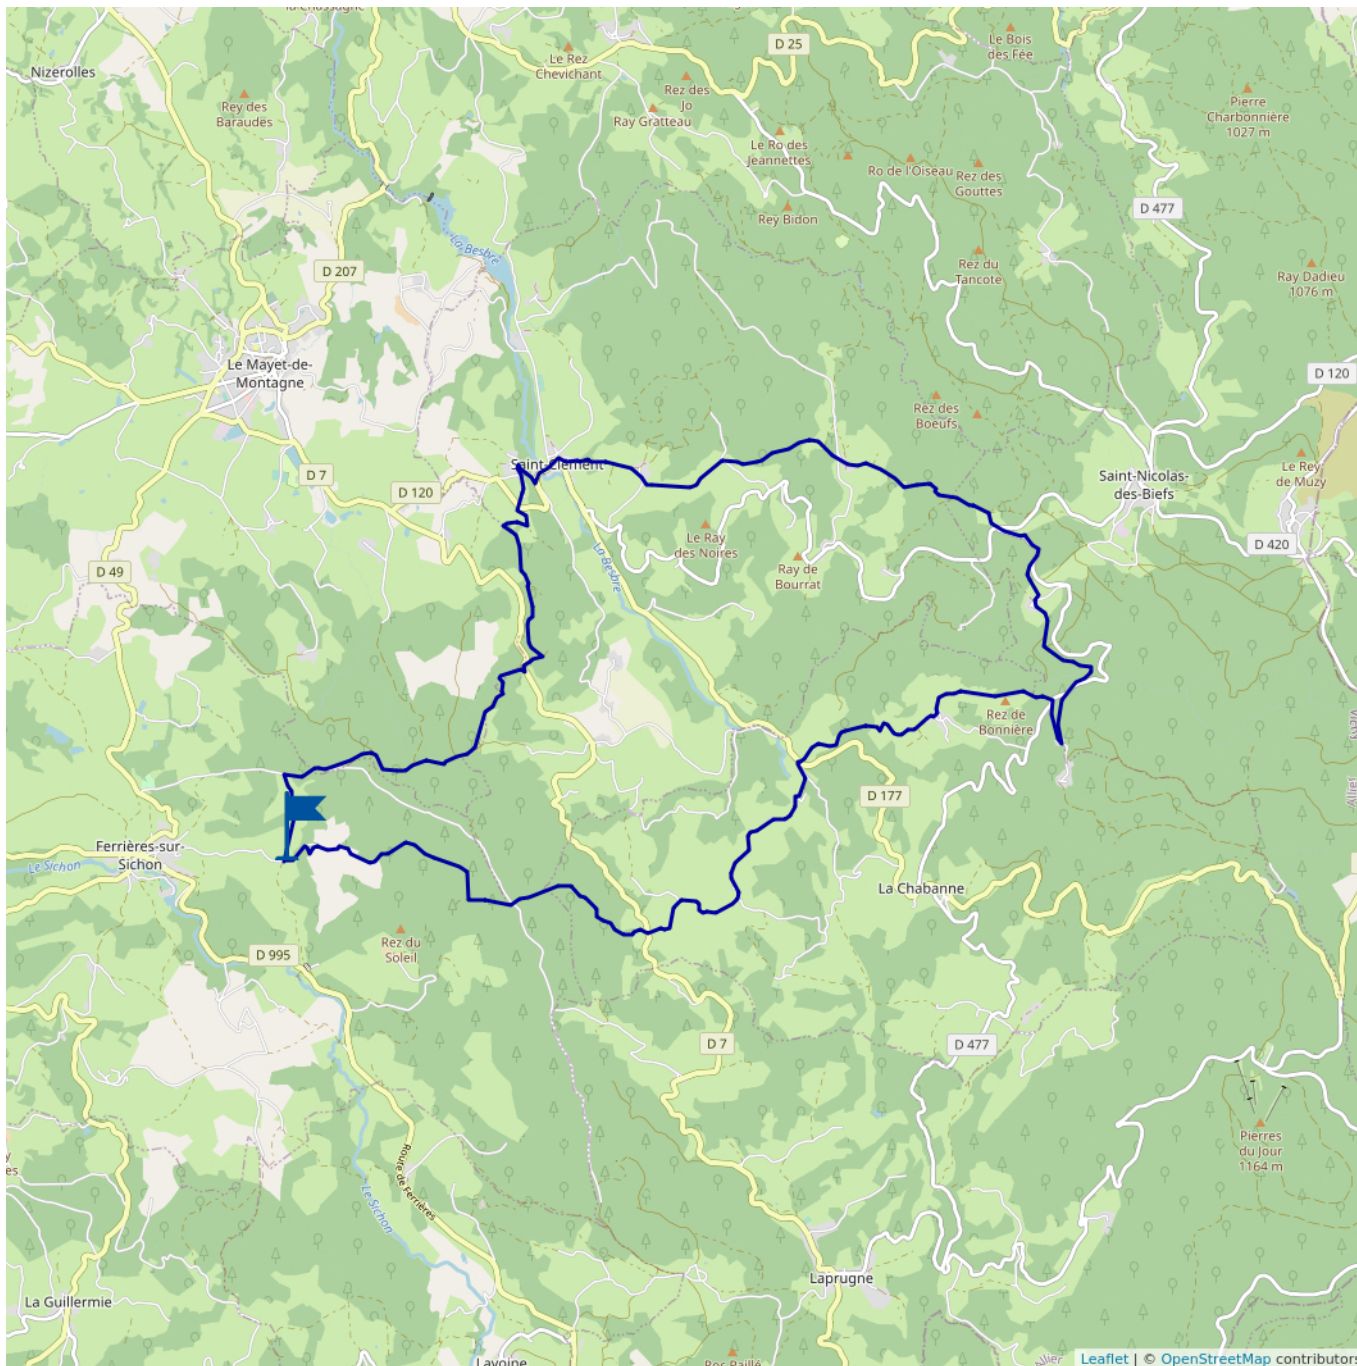 D 25
Le Bois
des Fée
Le Rez
Chevichant
Nizerolles
Rez des
Jo
Rey des
Baraudes
Ray Gratteau
Pierre
Charbonnière
1027 m
Le Ro des
Jeannettes
Ro de l'Oiseau
Rez des
Gouttes
D 477
Rey Bidon
La Besbre
D 207
Rez du
Tancote
Ray Dadieu
1076 m
Le Mayet-de-
Montagne
D 120
Rez des
Boeufs
Saint-Clément
D 7
D 120
Saint-Nicolas-
des-Biefs
Le Rey
de Muzy
Le Ray
des Noires
D 420
La Besbre
Ray de
Bourrat
D 49
Rez de
Bonnière
D 177
Ferrières-sur-
Sichon
Le Sichon
La Chabanne
Rez du
Soleil
D 995
D 7
D 477
Pierres
du Jour
1164 m
Route de Ferrières
Le Sichon
Laprugne
La Guillermie
Lavoine
Allier
Leaflet | © OpenStreetMap contributors